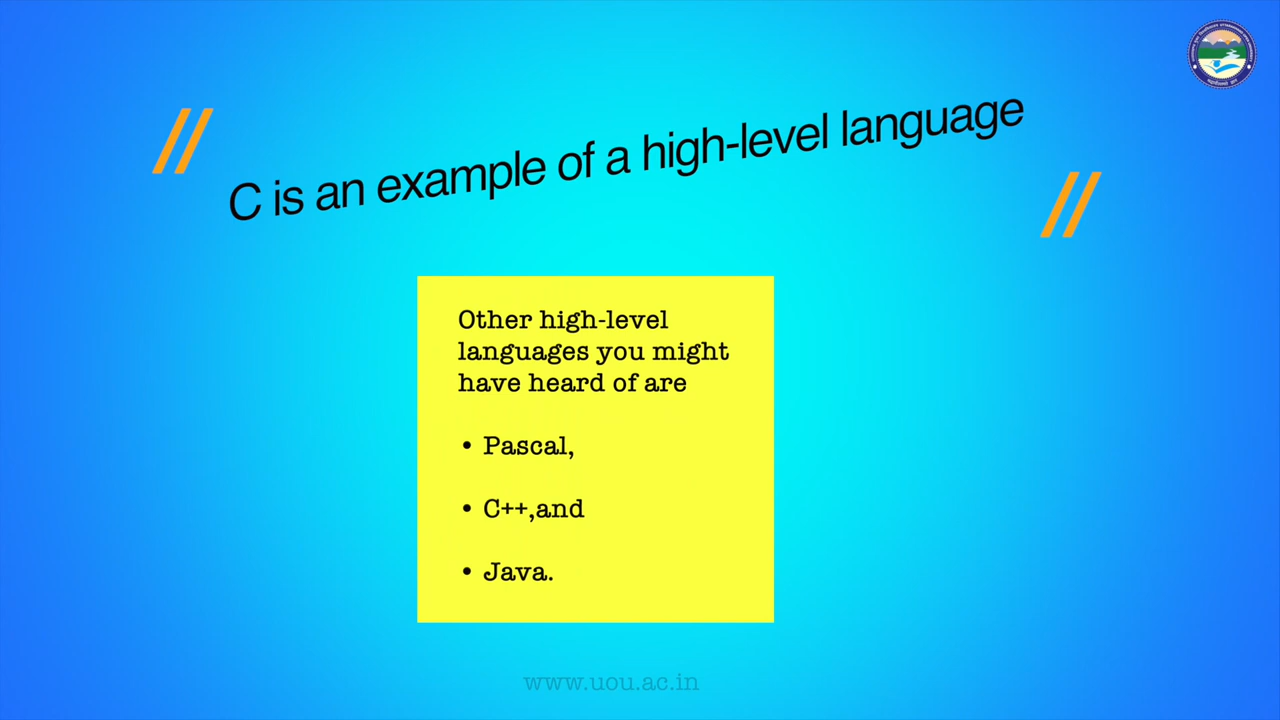 C is an example of a high-level language
Other high-level
languages you might
have heard of are
• Pascal,
• C++,and
• Java.
www.uou.ac.in